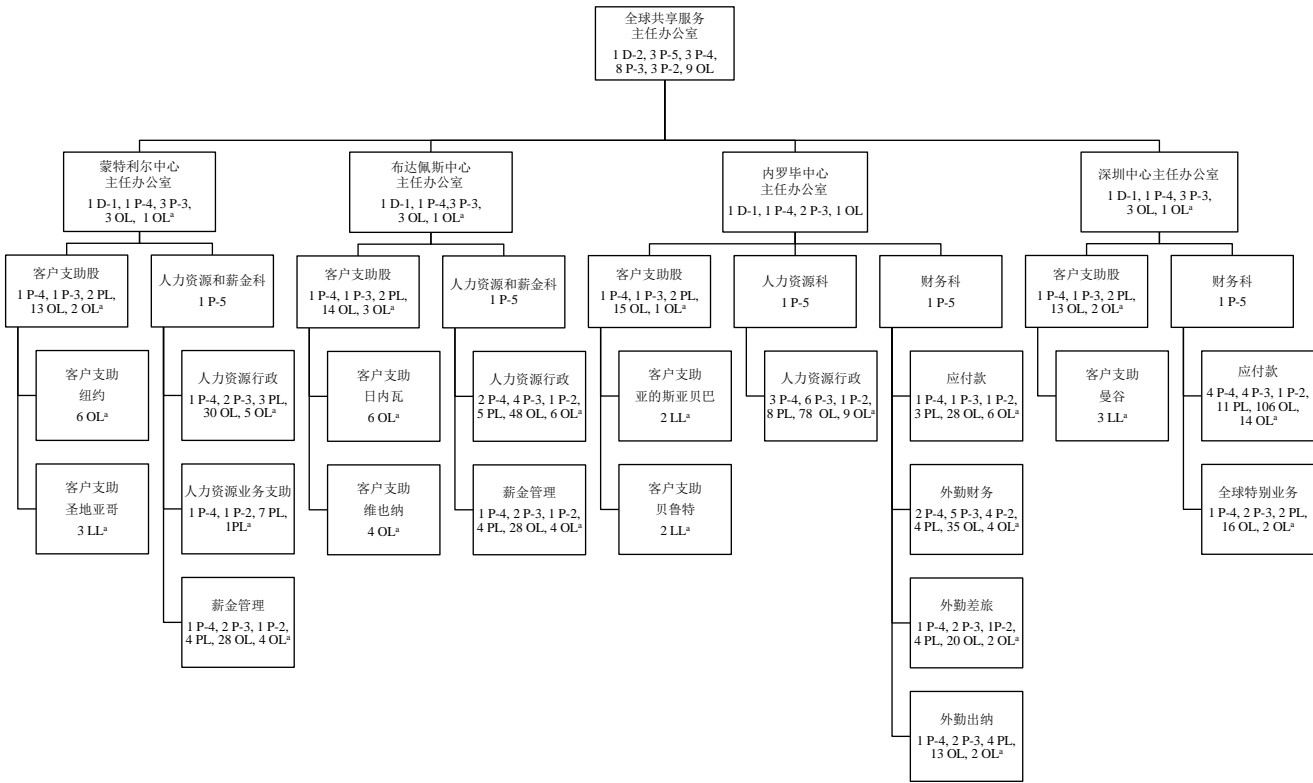 全球共享服务
主任办公室
1 D-2, 3 P-5, 3 P-4,
8 P-3, 3 P-2, 9 OL
蒙特利尔中心
主任办公室
1 D-1, 1 P-4, 3 P-3,
3 OL, 1 OLᵃ
布达佩斯中心
主任办公室
1 D-1, 1 P-4,3 P-3,
3 OL, 1 OLᵃ
内罗毕中心
主任办公室
1 D-1, 1 P-4, 2 P-3, 1 OL
深圳中心主任办公室
1 D-1, 1 P-4, 3 P-3,
3 OL, 1 OLᵃ
客户支助股
1 P-4, 1 P-3, 2 PL,
13 OL, 2 OLᵃ
人力资源和薪金科
1 P-5
客户支助股
1 P-4, 1 P-3, 2 PL,
14 OL, 3 OLᵃ
人力资源和薪金科
1 P-5
客户支助股
1 P-4, 1 P-3, 2 PL,
15 OL, 1 OLᵃ
人力资源科
1 P-5
财务科
1 P-5
客户支助股
1 P-4, 1 P-3, 2 PL,
13 OL, 2 OLᵃ
财务科
1 P-5
客户支助
纽约
6 OLᵃ
人力资源行政
1 P-4, 2 P-3, 3 PL,
30 OL, 5 OLᵃ
客户支助
日内瓦
6 OLᵃ
人力资源行政
2 P-4, 4 P-3, 1 P-2,
5 PL, 48 OL, 6 OLᵃ
客户支助
亚的斯亚贝巴
2 LLᵃ
人力资源行政
3 P-4, 6 P-3, 1 P-2,
8 PL, 78 OL, 9 OLᵃ
应付款
1 P-4, 1 P-3, 1 P-2,
3 PL, 28 OL, 6 OLᵃ
客户支助
曼谷
3 LLᵃ
应付款
4 P-4, 4 P-3, 1 P-2,
11 PL, 106 OL,
14 OLᵃ
客户支助
圣地亚哥
3 LLᵃ
人力资源业务支助
1 P-4, 1 P-2, 7 PL,
1PLᵃ
客户支助
维也纳
4 OLᵃ
薪金管理
1 P-4, 2 P-3, 1 P-2,
4 PL, 28 OL, 4 OLᵃ
客户支助
贝鲁特
2 LLᵃ
外勤财务
2 P-4, 5 P-3, 4 P-2,
4 PL, 35 OL, 4 OLᵃ
全球特别业务
1 P-4, 2 P-3, 2 PL,
16 OL, 2 OLᵃ
薪金管理
1 P-4, 2 P-3, 1 P-2,
4 PL, 28 OL, 4 OLᵃ
外勤差旅
1 P-4, 2 P-3, 1P-2,
4 PL, 20 OL, 2 OLᵃ
外勤出纳
1 P-4, 2 P-3, 4 PL,
13 OL, 2 OLᵃ